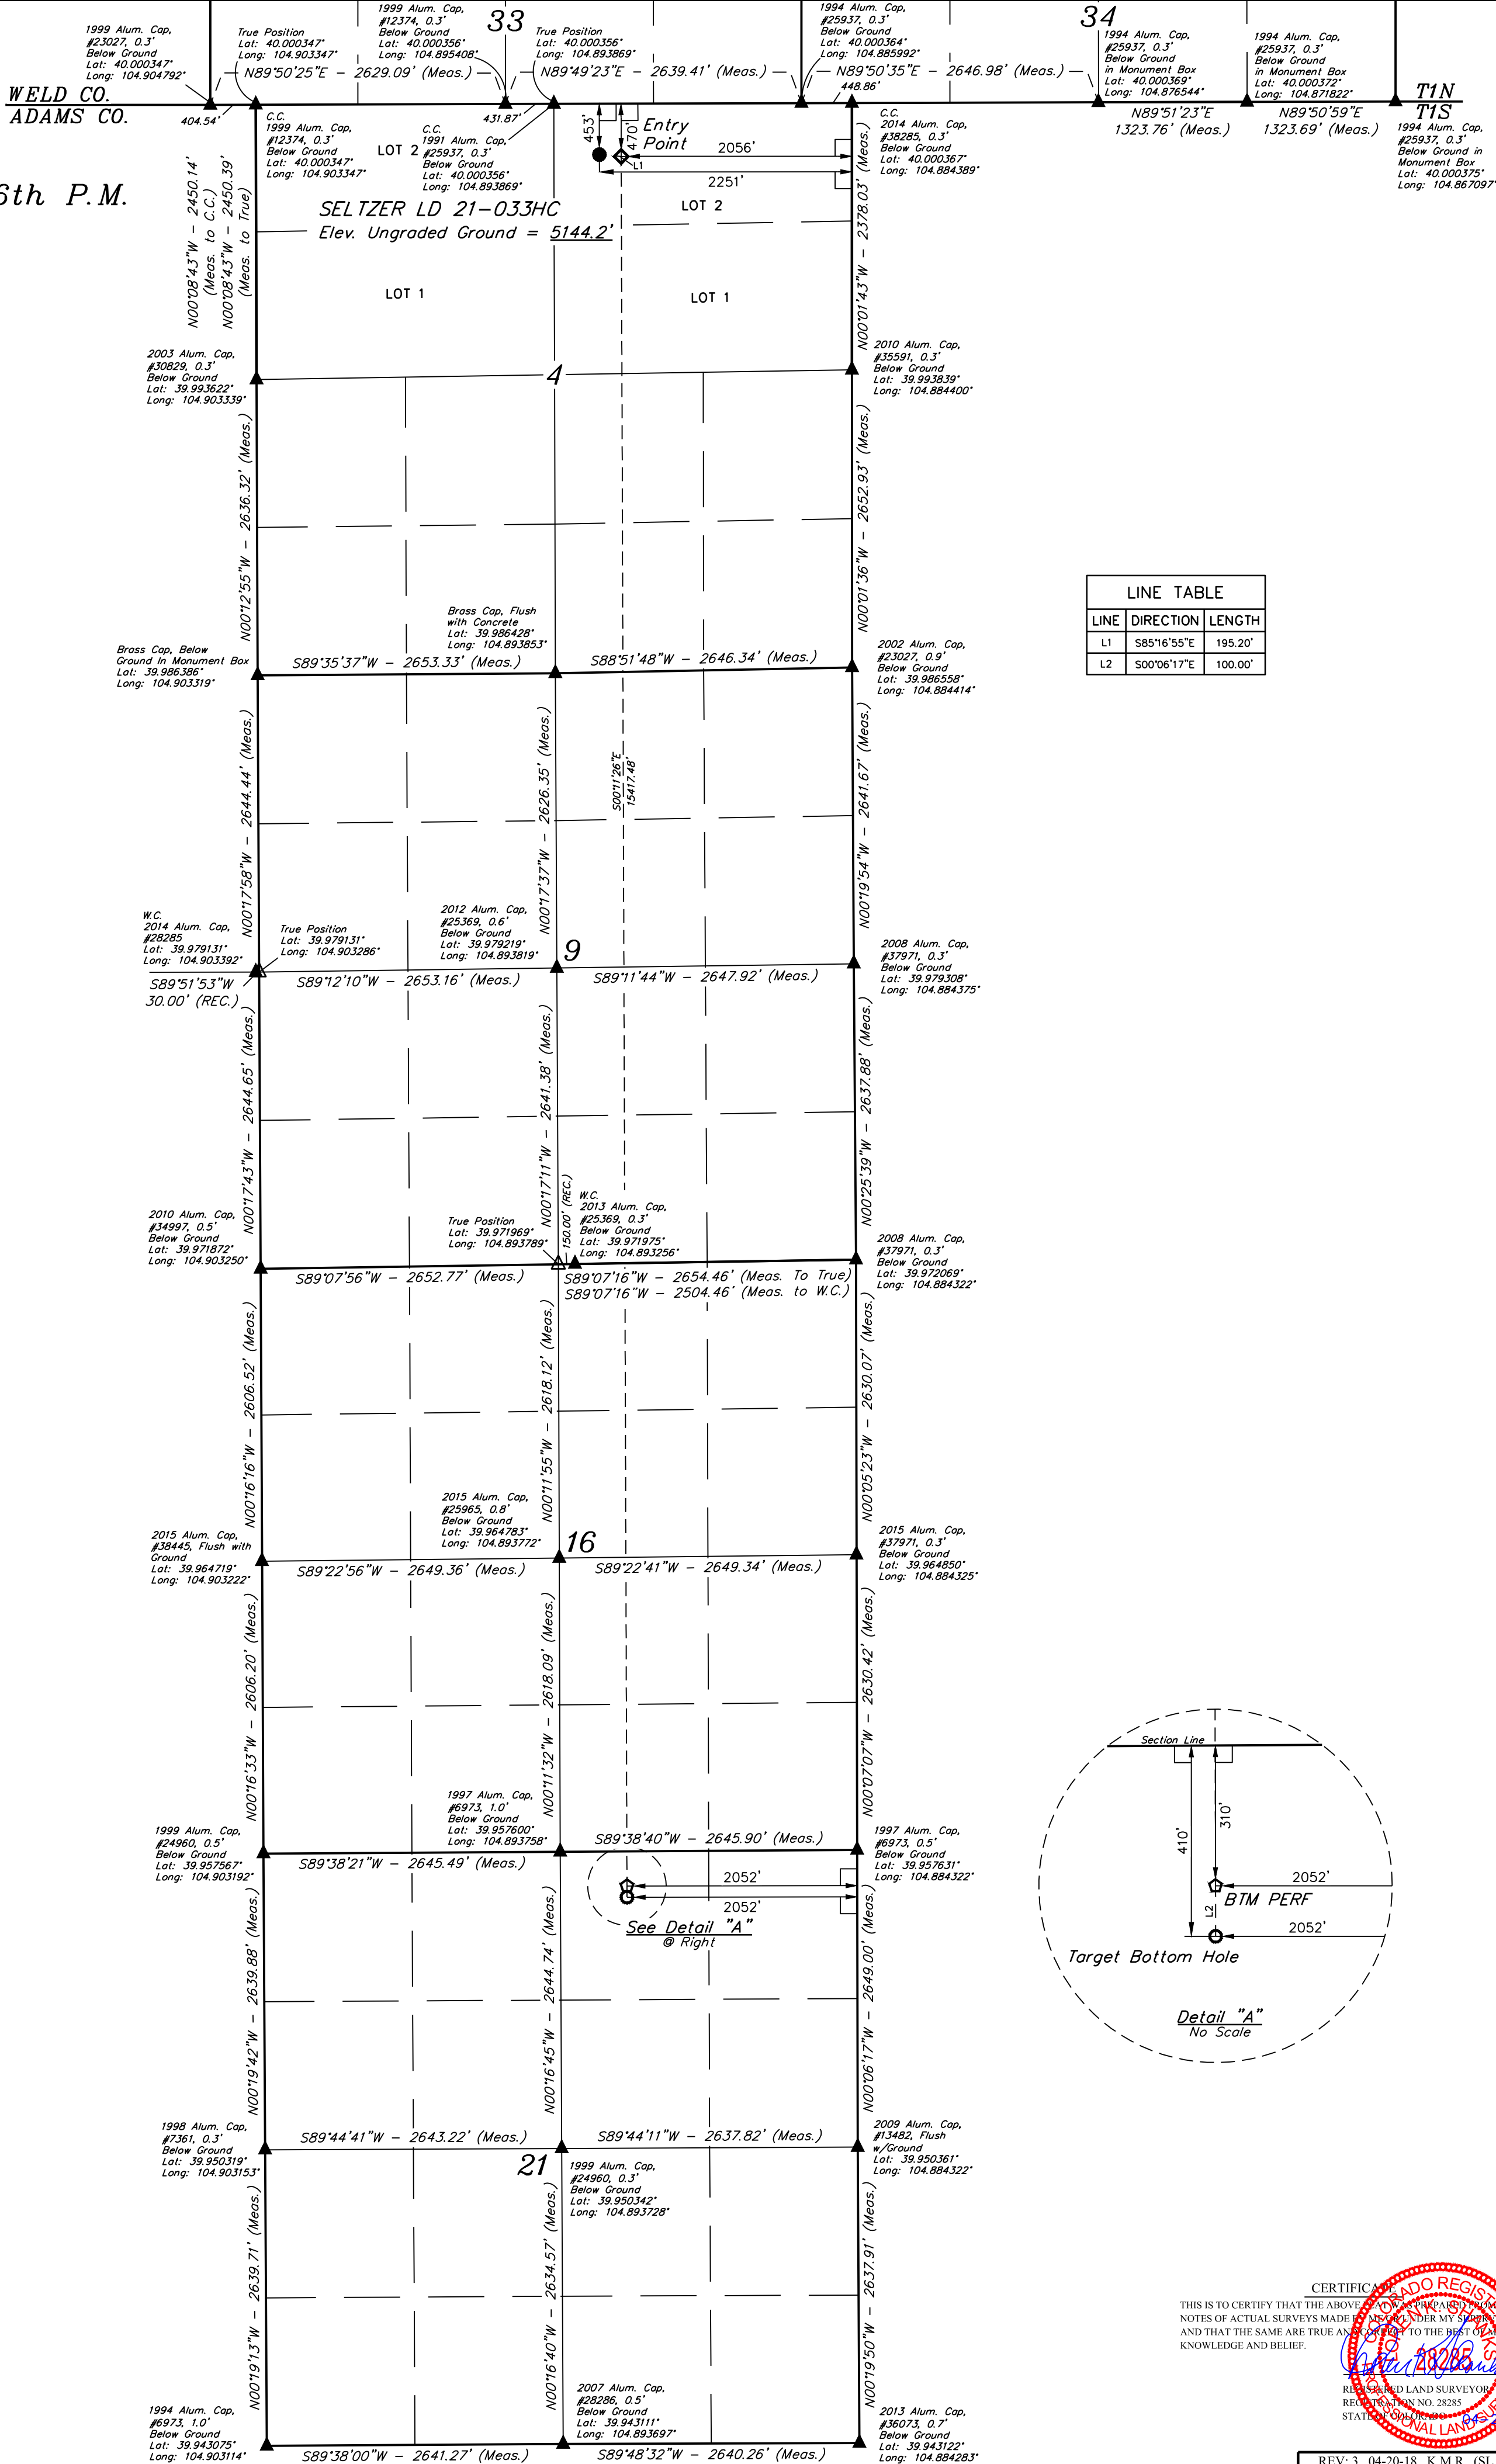 33
34
1999 Alum. Cap,
#23027, 0.3'
Below Ground
Lat: 40.000347°
Long: 104.904792°
True Position
Lat: 40.000347°
Long: 104.903347°
1999 Alum. Cap,
#12374, 0.3'
Below Ground
Lat: 40.000356°
Long: 104.895408°
True Position
Lat: 40.000356°
Long: 104.893869°
1994 Alum. Cap,
#25937, 0.3'
Below Ground
Lat: 40.000364°
Long: 104.885992°
1994 Alum. Cap,
#25937, 0.3'
Below Ground
in Monument Box
Lat: 40.000369°
Long: 104.876544°
1994 Alum. Cap,
#25937, 0.3'
Below Ground
in Monument Box
Lat: 40.000372°
Long: 104.871822°
N89°50'25"E - 2629.09' (Meas.)
N89°49'23"E - 2639.41' (Meas.)
N89°50'35"E - 2646.98' (Meas.)
WELD CO.
ADAMS CO.
T1N
T1S
404.54'
431.87'
448.86'
N89°51'23"E
1323.76' (Meas.)
N89°50'59"E
1323.69' (Meas.)
1994 Alum. Cap,
#25937, 0.3'
Below Ground in
Monument Box
Lat: 40.000375°
Long: 104.867097°
C.C.
1999 Alum. Cap,
#12374, 0.3'
Below Ground
Lat: 40.000347°
Long: 104.903347°
LOT 2
C.C.
1991 Alum. Cap,
#25937, 0.3'
Below Ground
Lat: 40.000356°
Long: 104.893869°
453'
470'
Entry
Point
L1
2056'
2251'
C.C.
2014 Alum. Cap,
#38285, 0.3'
Below Ground
Lat: 40.000367°
Long: 104.884389°
6th P.M.
N00°08'43"W - 2450.14'
(Meas. to C.C.)
N00°08'43"W - 2450.39'
(Meas. to True)
SELTZER LD 21-033HC
Elev. Ungraded Ground = 5144.2'
LOT 2
LOT 1
LOT 1
N00°01'43"W - 2378.03' (Meas.)
2003 Alum. Cap,
#30829, 0.3'
Below Ground
Lat: 39.993622°
Long: 104.903339°
4
2010 Alum. Cap,
#35591, 0.3'
Below Ground
Lat: 39.993839°
Long: 104.884400°
N00°12'55"W - 2636.32' (Meas.)
N00°01'36"W - 2652.93' (Meas.)
LINE TABLE
LINE DIRECTION LENGTH
L1 S85°16'55"E 195.20'
L2 S00°06'17"E 100.00'
Brass Cap, Below
Ground In Monument Box
Lat: 39.986386°
Long: 104.903319°
Brass Cap, Flush
with Concrete
Lat: 39.986428°
Long: 104.893853°
2002 Alum. Cap,
#23027, 0.9'
Below Ground
Lat: 39.986558°
Long: 104.884414°
S89°35'37"W - 2653.33' (Meas.)
S88°51'48"W - 2646.34' (Meas.)
N00°17'58"W - 2644.44' (Meas.)
N00°17'37"W - 2626.35' (Meas.)
S00°11'26"E
15417.48'
N00°19'54"W - 2641.67' (Meas.)
W.C.
2014 Alum. Cap,
#28285
Lat: 39.979131°
Long: 104.903392°
True Position
Lat: 39.979131°
Long: 104.903286°
2012 Alum. Cap,
#25369, 0.6'
Below Ground
Lat: 39.979219°
Long: 104.893819°
9
2008 Alum. Cap,
#37971, 0.3'
Below Ground
Lat: 39.979308°
Long: 104.884375°
S89°51'53"W
30.00' (REC.)
S89°12'10"W - 2653.16' (Meas.)
S89°11'44"W - 2647.92' (Meas.)
N00°17'43"W - 2644.65' (Meas.)
N00°17'11"W - 2641.38' (Meas.)
N00°25'39"W - 2637.88' (Meas.)
2010 Alum. Cap,
#34997, 0.5'
Below Ground
Lat: 39.971872°
Long: 104.903250°
True Position
Lat: 39.971969°
Long: 104.893789°
150.00' (REC.)
W.C.
2013 Alum. Cap,
#25369, 0.3'
Below Ground
Lat: 39.971975°
Long: 104.893256°
2008 Alum. Cap,
#37971, 0.3'
Below Ground
Lat: 39.972069°
Long: 104.884322°
S89°07'56"W - 2652.77' (Meas.)
S89°07'16"W - 2654.46' (Meas. To True)
S89°07'16"W - 2504.46' (Meas. to W.C.)
N00°16'16"W - 2606.52' (Meas.)
N00°11'55"W - 2618.12' (Meas.)
N00°05'23"W - 2630.07' (Meas.)
2015 Alum. Cap,
#38445, Flush with
Ground
Lat: 39.964719°
Long: 104.903222°
2015 Alum. Cap,
#25965, 0.8'
Below Ground
Lat: 39.964783°
Long: 104.893772°
16
2015 Alum. Cap,
#37971, 0.3'
Below Ground
Lat: 39.964850°
Long: 104.884325°
S89°22'56"W - 2649.36' (Meas.)
S89°22'41"W - 2649.34' (Meas.)
N00°16'33"W - 2606.20' (Meas.)
N00°11'32"W - 2618.09' (Meas.)
N00°07'07"W - 2630.42' (Meas.)
1999 Alum. Cap,
#24960, 0.5'
Below Ground
Lat: 39.957567°
Long: 104.903192°
1997 Alum. Cap,
#6973, 1.0'
Below Ground
Lat: 39.957600°
Long: 104.893758°
1997 Alum. Cap,
#6973, 0.5'
Below Ground
Lat: 39.957631°
Long: 104.884322°
S89°38'21"W - 2645.49' (Meas.)
S89°38'40"W - 2645.90' (Meas.)
2052'
2052'
See Detail "A"
@ Right
Section Line
410'
310'
2052'
BTM PERF
L2
2052'
Target Bottom Hole
Detail "A"
No Scale
N00°19'42"W - 2639.88' (Meas.)
N00°16'45"W - 2644.74' (Meas.)
N00°06'17"W - 2649.00' (Meas.)
1998 Alum. Cap,
#7361, 0.3'
Below Ground
Lat: 39.950319°
Long: 104.903153°
S89°44'41"W - 2643.22' (Meas.)
S89°44'11"W - 2637.82' (Meas.)
2009 Alum. Cap,
#13482, Flush
w/Ground
Lat: 39.950361°
Long: 104.884322°
21
1999 Alum. Cap,
#24960, 0.3'
Below Ground
Lat: 39.950342°
Long: 104.893728°
N00°19'13"W - 2639.71' (Meas.)
N00°16'40"W - 2634.57' (Meas.)
N00°19'50"W - 2637.91' (Meas.)
1994 Alum. Cap,
#6973, 1.0'
Below Ground
Lat: 39.943075°
Long: 104.903114°
2007 Alum. Cap,
#28286, 0.5'
Below Ground
Lat: 39.943111°
Long: 104.893697°
2013 Alum. Cap,
#36073, 0.7'
Below Ground
Lat: 39.943122°
Long: 104.884283°
S89°38'00"W - 2641.27' (Meas.)
S89°48'32"W - 2640.26' (Meas.)
CERTIFICATE
THIS IS TO CERTIFY THAT THE ABOVE PLAT WAS PREPARED FROM
NOTES OF ACTUAL SURVEYS MADE BY ME OR UNDER MY
AND THAT THE SAME ARE TRUE AND CORRECT TO THE BEST OF
KNOWLEDGE AND BELIEF.
28285
REGISTERED LAND SURVEYOR
REGISTRATION NO. 28285
STATE OF COLORADO
REV: 3 04-20-18 K.M.R.